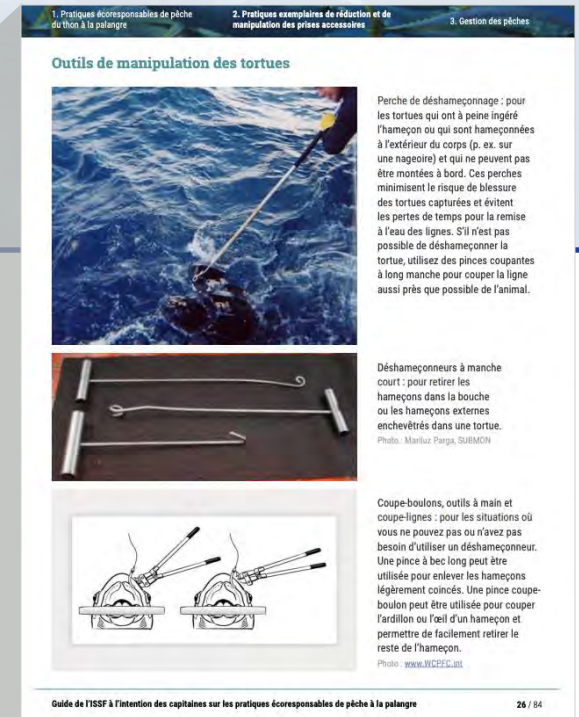 1. Pratiques écoresponsables de pêche
du thon à la palangre
2. Pratiques exemplaires de réduction et de
manipulation des prises accessoires
3. Gestion des pêches
Outils de manipulation des tortues
Perche de déshameçonnage : pour
les tortues qui ont à peine ingéré
l'hameçon ou qui sont hameçonnées
à l'extérieur du corps (p. ex. sur
une nageoire) et qui ne peuvent pas
être montées à bord. Ces perches
minimisent le risque de blessure
des tortues capturées et évitent
les pertes de temps pour la remise
à l'eau des lignes. S'il n'est pas
possible de déshameçonner la
tortue, utilisez des pinces coupantes
à long manche pour couper la ligne
aussi près que possible de l'animal.
Déshameçonneurs à manche
court : pour retirer les
hameçons dans la bouche
ou les hameçons externes
enchevêtrés dans une tortue.
Photo : Mariluz Parga, SUBMON
Coupe-boulons, outils à main et
coupe-lignes : pour les situations où
vous ne pouvez pas ou n'avez pas
besoin d'utiliser un déshameçonneur.
Une pince à bec long peut être
utilisée pour enlever les hameçons
légèrement coincés. Une pince coupe-
boulon peut être utilisée pour couper
l'ardillon ou l'œil d'un hameçon et
permettre de facilement retirer le
reste de l'hameçon.
Photo : www.WCPFC.int
Guide de l'ISSF à l'intention des capitaines sur les pratiques écoresponsables de pêche à la palangre
26 / 84